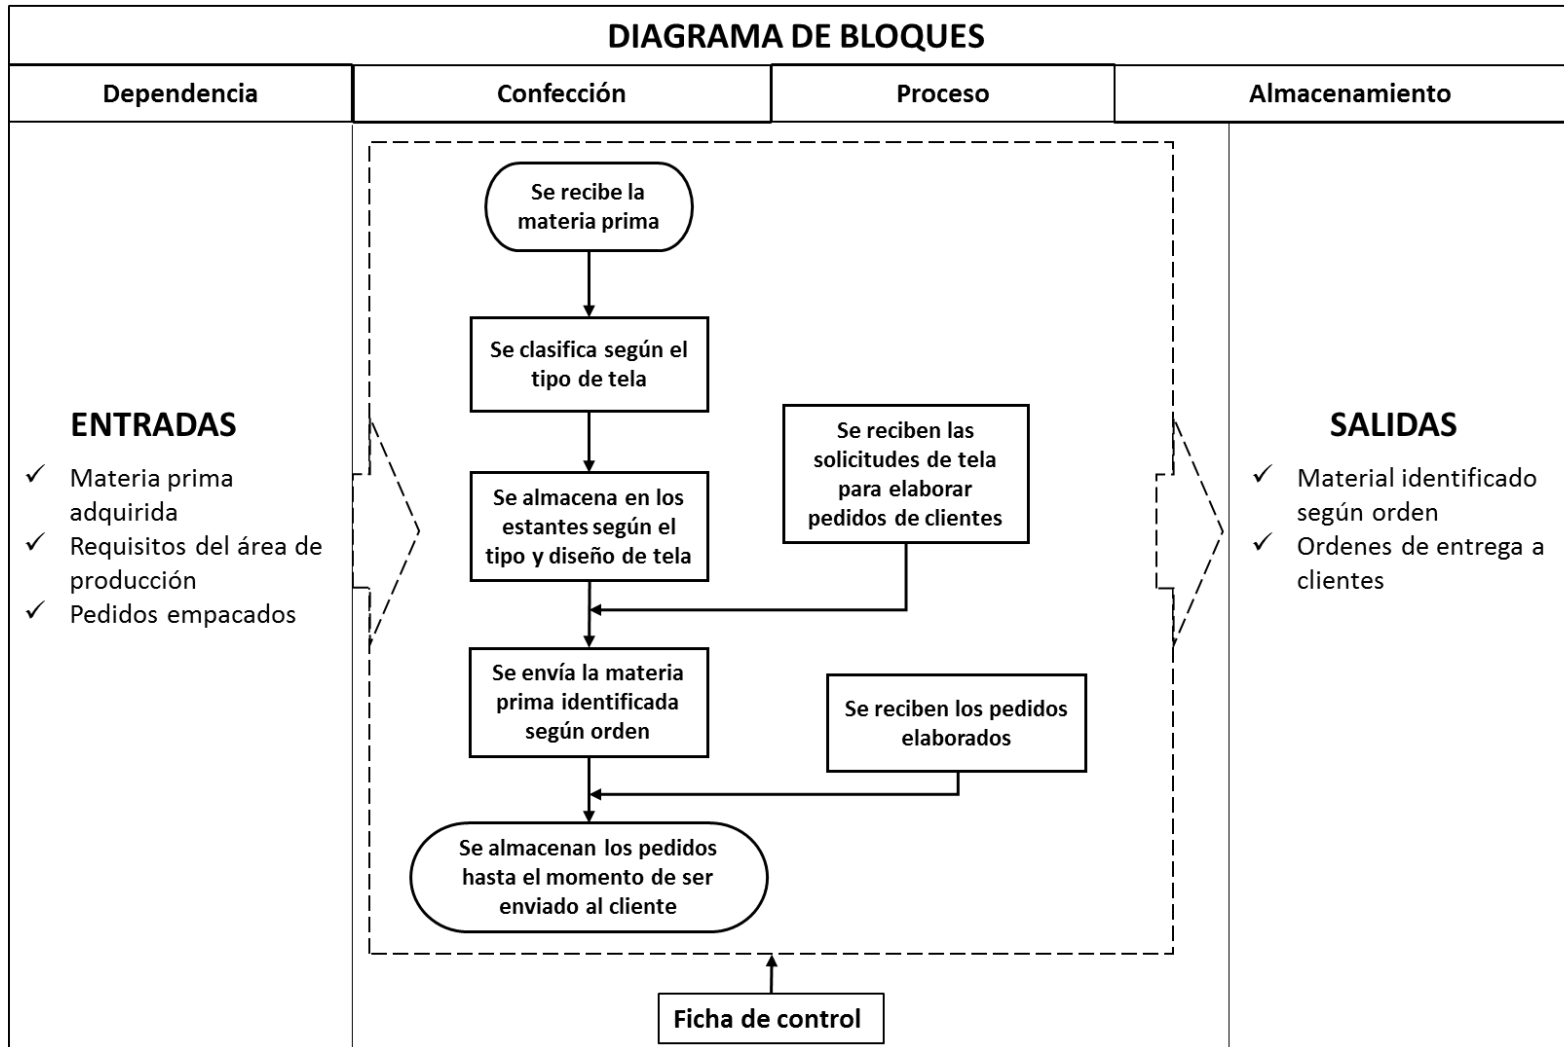 DIAGRAMA DE BLOQUES
Dependencia
Confección
Proceso
Almacenamiento
ENTRADAS
✓ Materia prima
adquirida
✓ Requisitos del área de
producción
✓ Pedidos empacados
Se recibe la
materia prima
Se clasifica según el
tipo de tela
Se almacena en los
estantes según el
tipo y diseño de tela
Se reciben las
solicitudes de tela
para elaborar
pedidos de clientes
Se envía la materia
prima identificada
según orden
Se reciben los pedidos
elaborados
Se almacenan los pedidos
hasta el momento de ser
enviado al cliente
Ficha de control
SALIDAS
✓ Material identificado
según orden
✓ Ordenes de entrega a
clientes